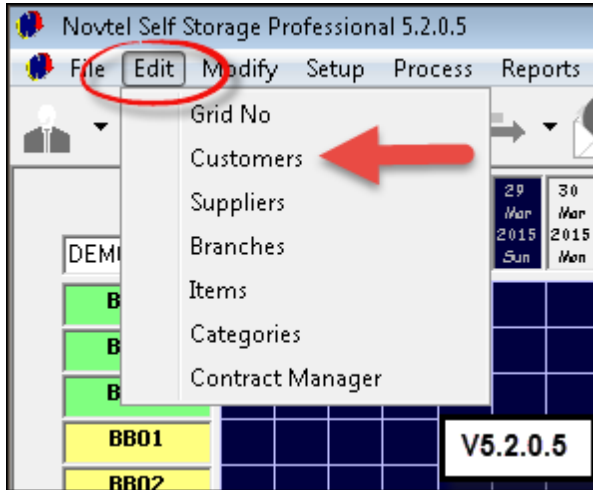 Novtel Self Storage Professional 5.2.0.5
File Edit Modify Setup Process Reports
Grid No
Customers
Suppliers
Branches
Items
Categories
Contract Manager
29 30
Mar Mar
2015 2015
Sun Mon
DEM
B
B
B
BB01
BB02
V5.2.0.5